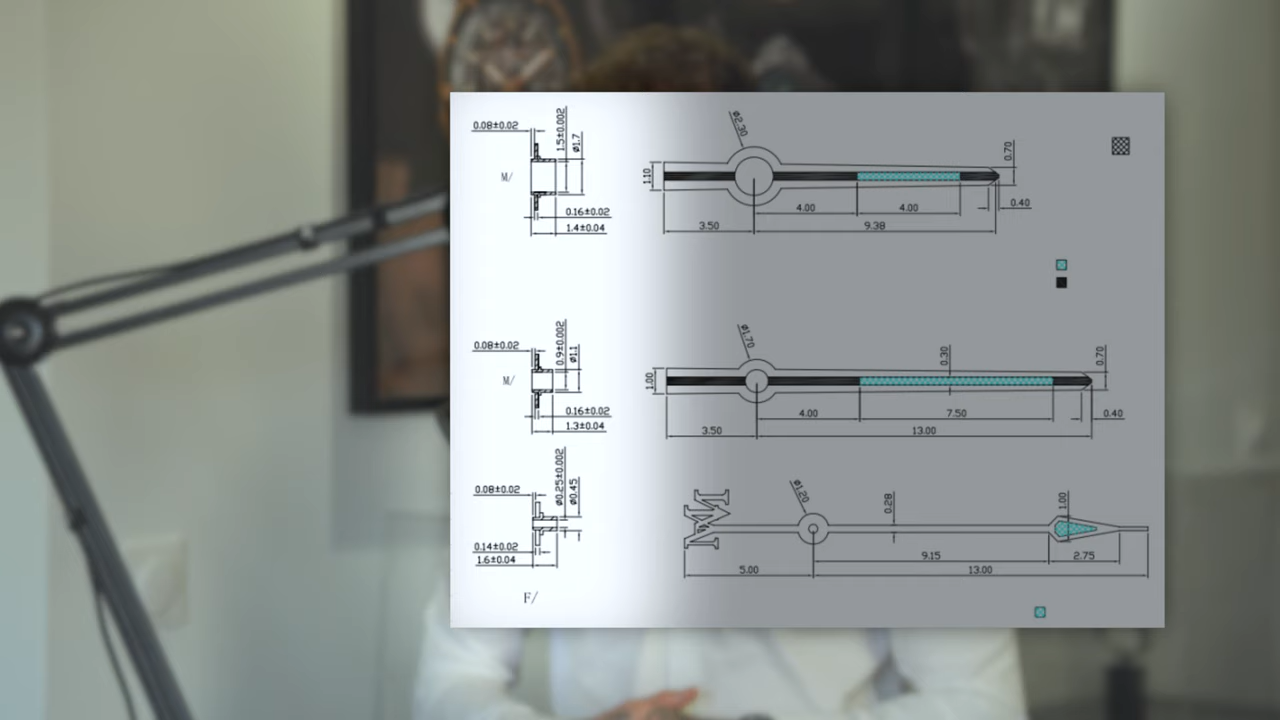 0.08±0.02
1.5±0.002
ø1.7
M/
0.16±0.02
1.4±0.04
ø2.30
1.10
0.70
0.40
4.00
4.00
3.50
9.38
0.08±0.02
0.9±0.002
ø1.1
M/
0.16±0.02
1.3±0.04
ø1.70
1.00
0.30
0.70
0.40
4.00
7.50
3.50
13.00
0.08±0.02
ø0.25±0.002
ø0.45
0.14±0.02
1.6±0.04
F/
M
ø1.20
0.28
1.00
9.15
2.75
5.00
13.00